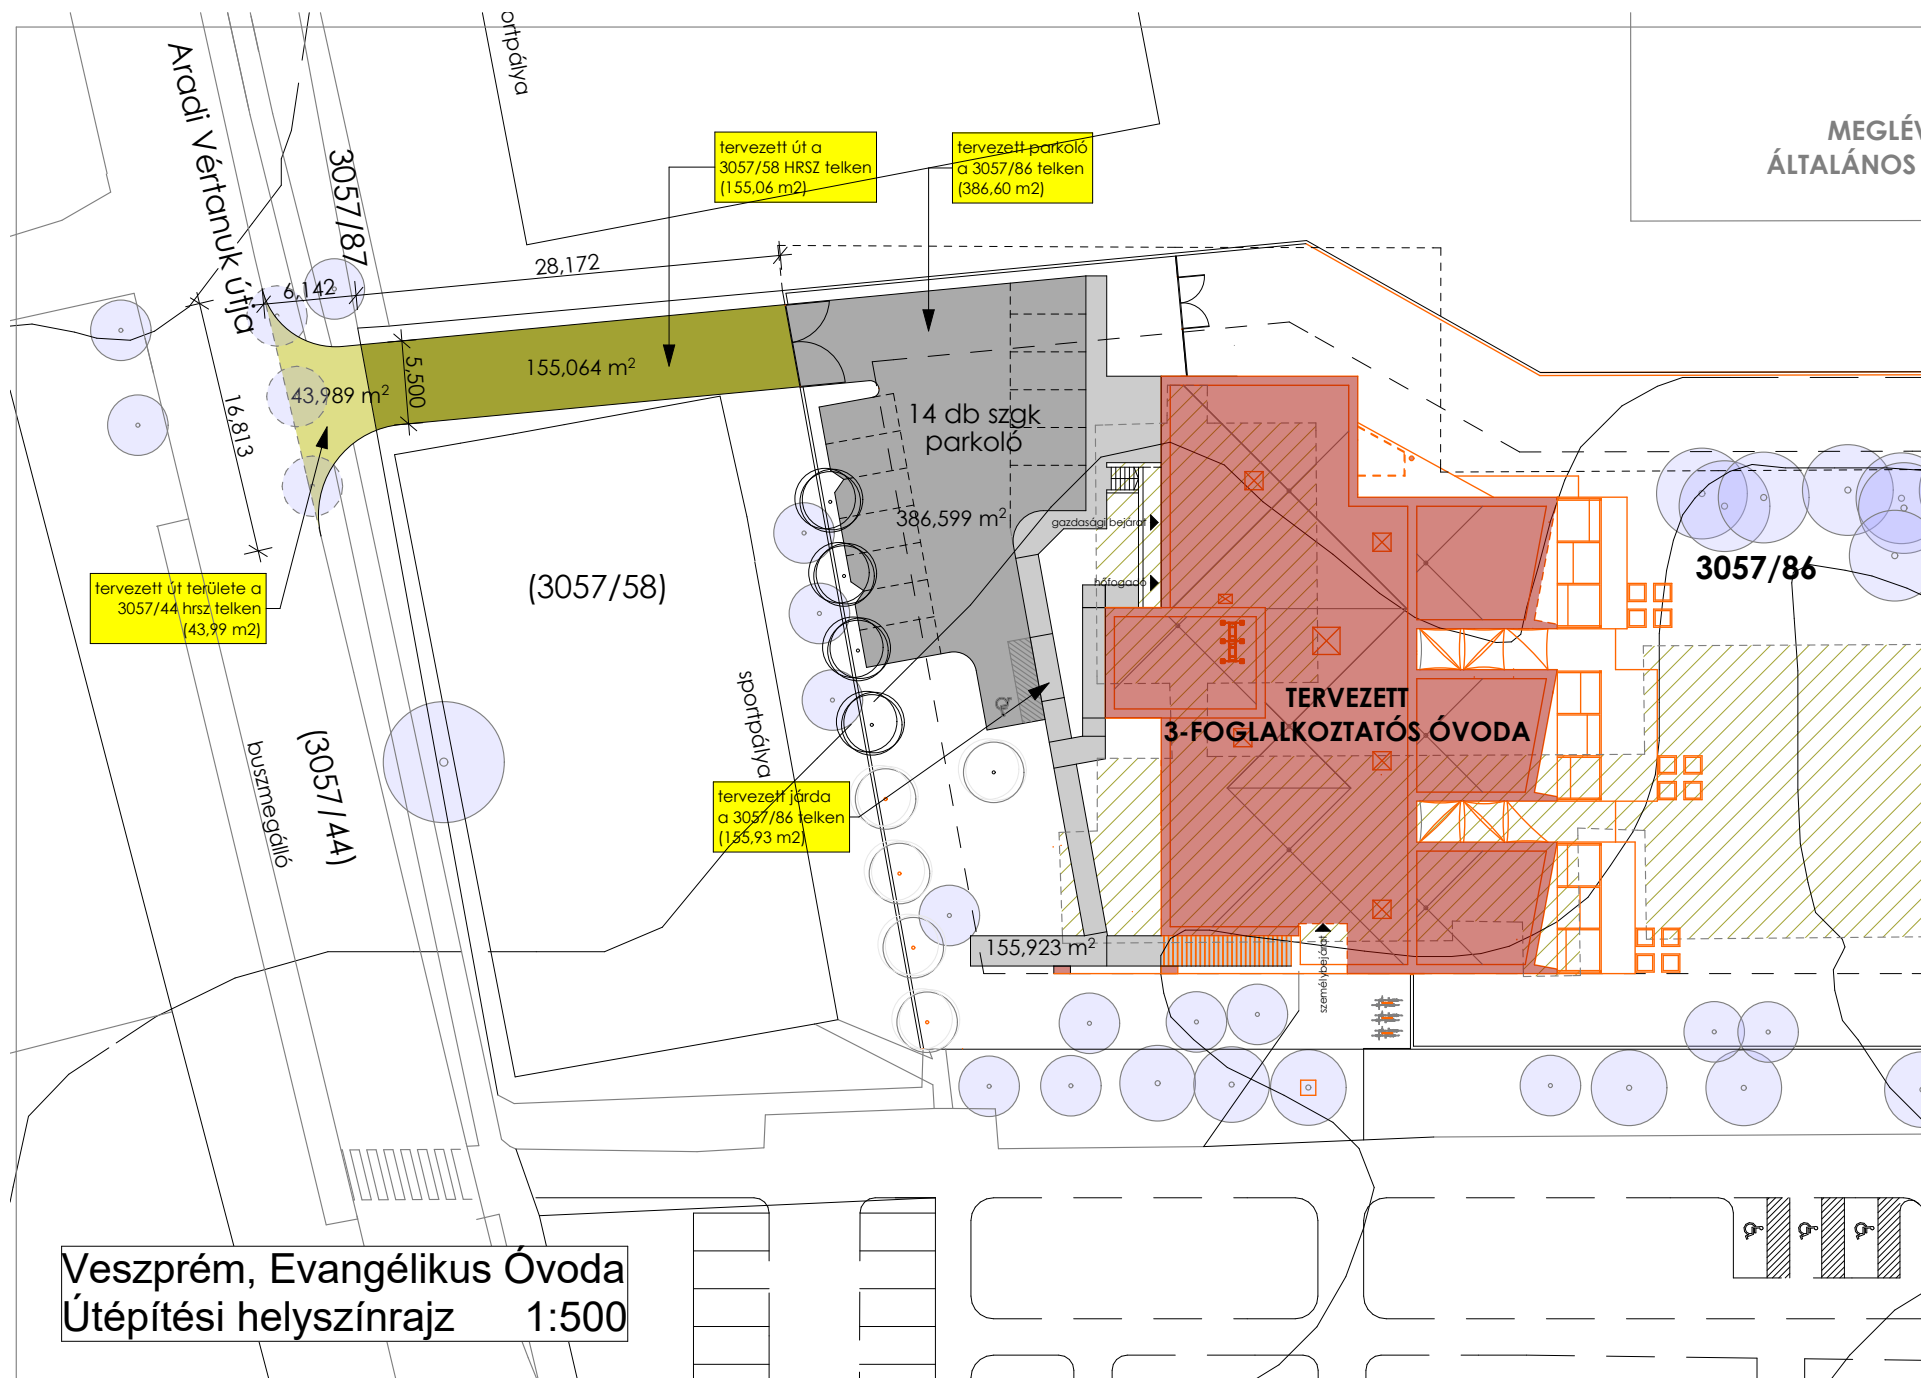 ortpálya
Aradi Vértanuk útja
3057/87
tervezett út a
3057/58 HRSZ telken
(155,06 m2)
tervezett parkoló
a 3057/86 telken
(386,60 m2)
MEGLÉV
ÁLTALÁNOS
28,172
6,142
16,813
5,500
43,989 m²
155,064 m²
14 db szgk
parkoló
386,599 m²
gazdasági bejárat
hőfogadó
3057/86
tervezett út területe a
3057/44 hrsz telken
(43,99 m2)
(3057/58)
sportpálya
TERVEZETT
3-FOGLALKOZTATÓS ÓVODA
buszmegálló
(3057/44)
tervezett járda
a 3057/86 telken
(155,93 m2)
155,923 m²
személybejárat
Veszprém, Evangélikus Óvoda
Útépítési helyszínrajz 1:500